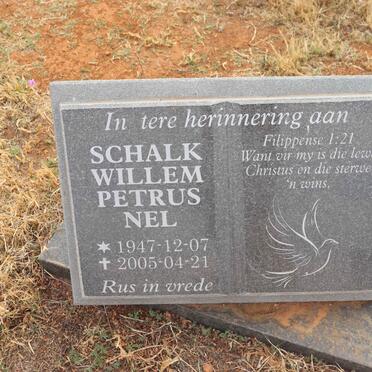 In tere herinnering aan
SCHALK
WILLEM
PETRUS
NEL
* 1947-12-07
✝ 2005-04-21
Rus in vrede
Filippense 1:21
Want vir my is die lewe
Christus en die sterwe
'n wins.